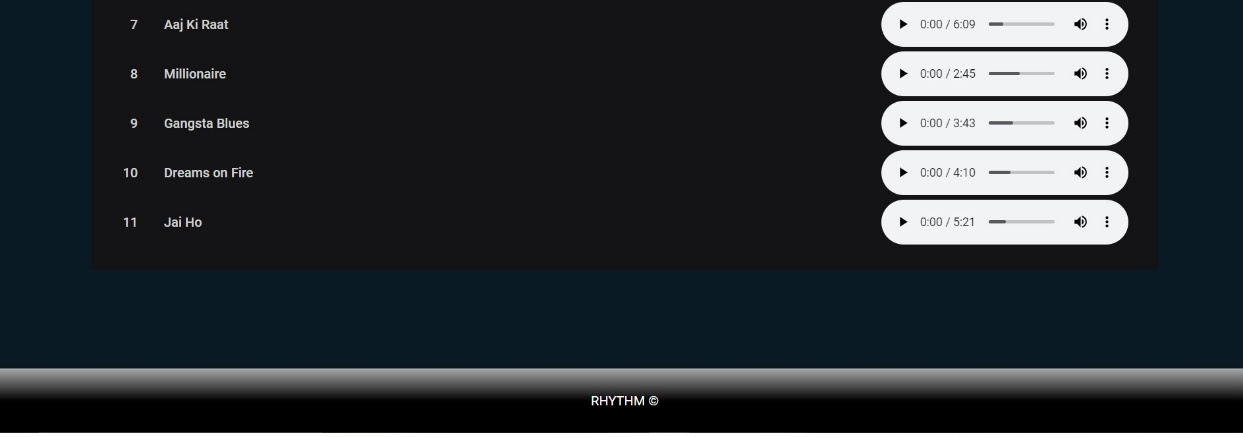 7 Aaj Ki Raat 0:00 / 6:09
8 Millionaire 0:00 / 2:45
9 Gangsta Blues 0:00 / 3:43
10 Dreams on Fire 0:00 / 4:10
11 Jai Ho 0:00 / 5:21
RHYTHM ©